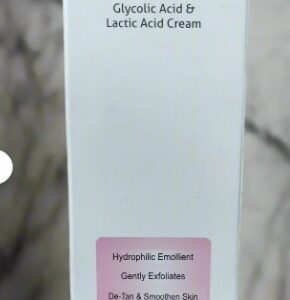 Glycolic Acid &
Lactic Acid Cream
Hydrophilic Emollient
Gently Exfoliates
De-Tan & Smoothen Skin